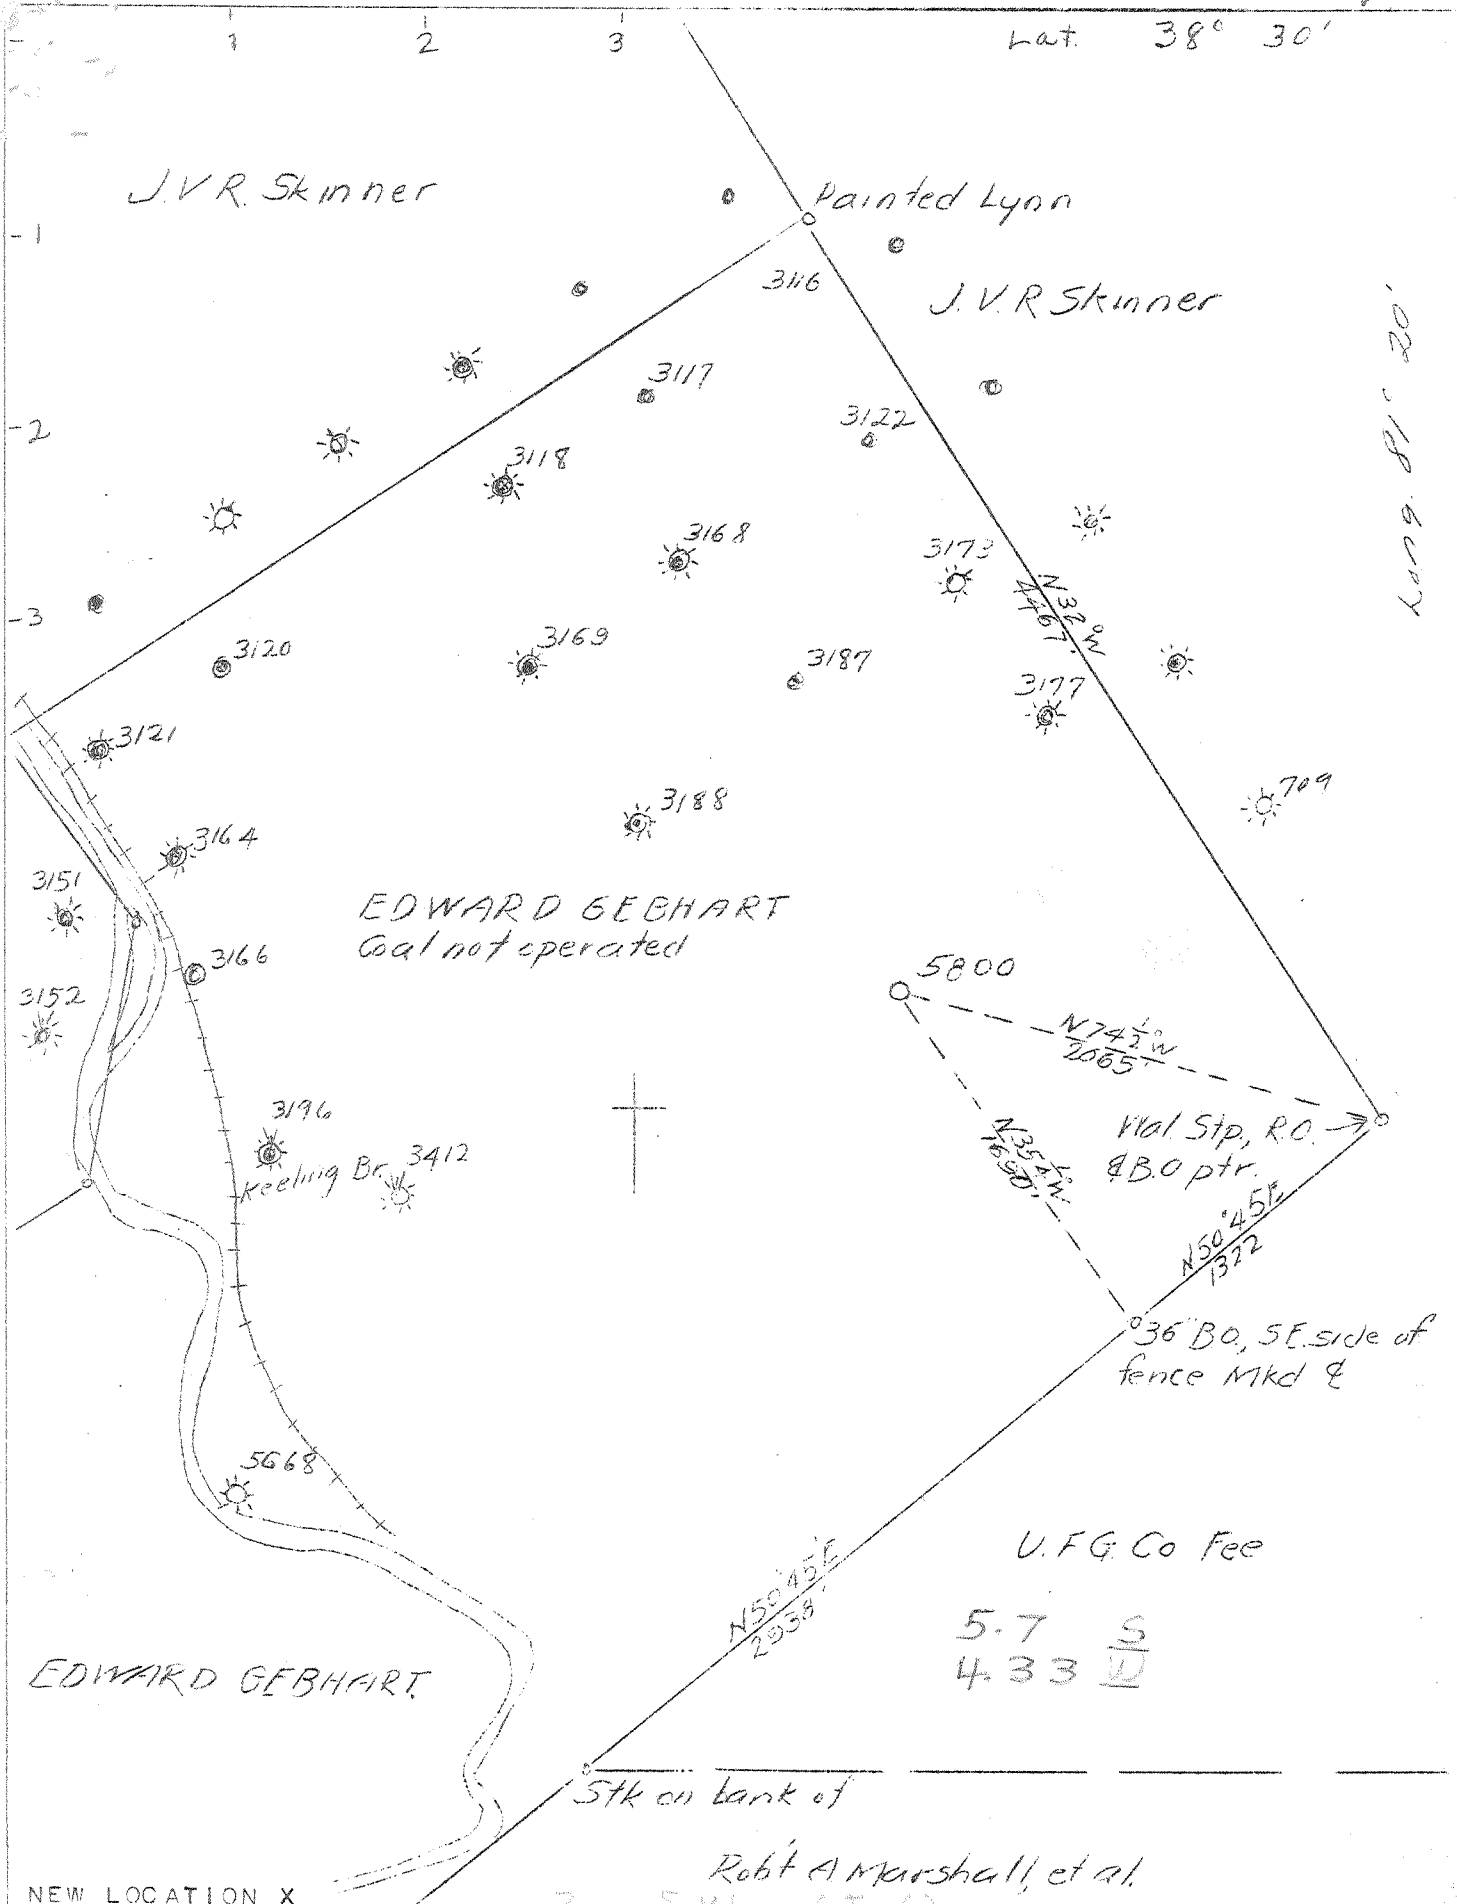 1
2
3
Lat. 38° 30'
J.V.R. Skinner
Painted Lynn
-1
3116
J.V.R Skinner
Long. 81° 20'
3117
-2
3122
3118
3168
3173
N32°W
4467'
-3
3120
3169
3187
3177
3121
709
3188
3164
3151
EDWARD GEBHART
Coal not operated
3166
5800
3152
N74½°W
2065'
3196
Wal. Stp., R.O.
& B.O ptr.
Keeling Br. 3412
N35¼°W
N50°45'E
1322
36" B.O., S.E. side of
fence Mkd &
5668
U.F.G. Co Fee
N50°45'E
2938'
5.7 S
4.33 W
EDWARD GEBHART.
Stk on bank of
Rob't A Marshall, et al.
NEW LOCATION X